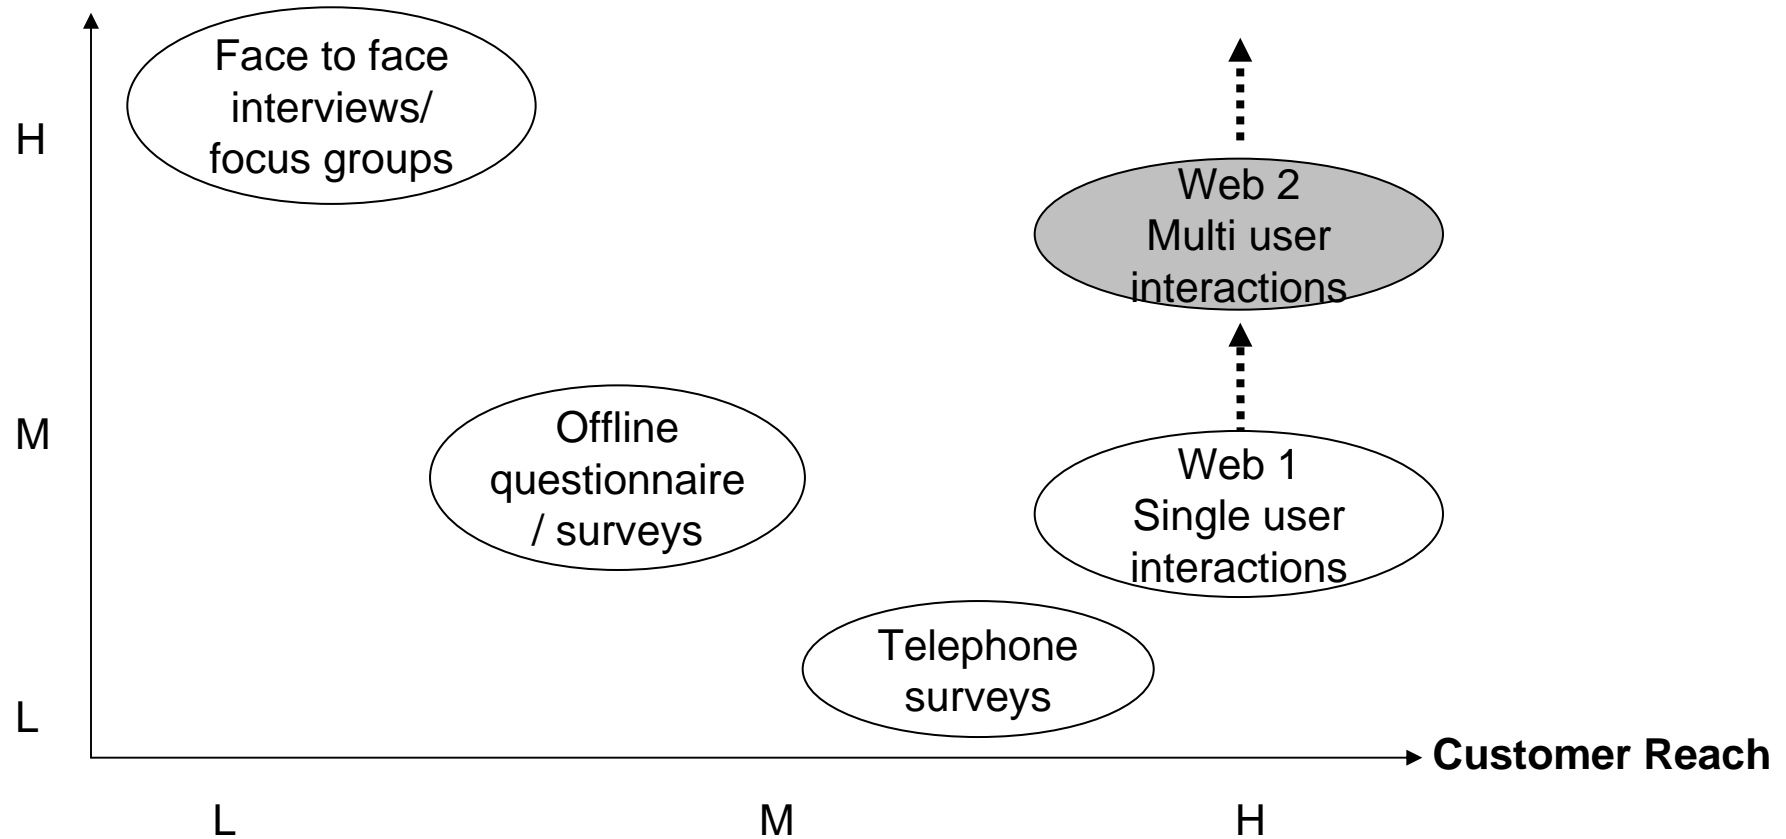 Face to face
interviews/
focus groups
H
Web 2
Multi user
interactions
M
Offline
questionnaire
/ surveys
Web 1
Single user
interactions
Telephone
surveys
L
Customer Reach
L
M
H